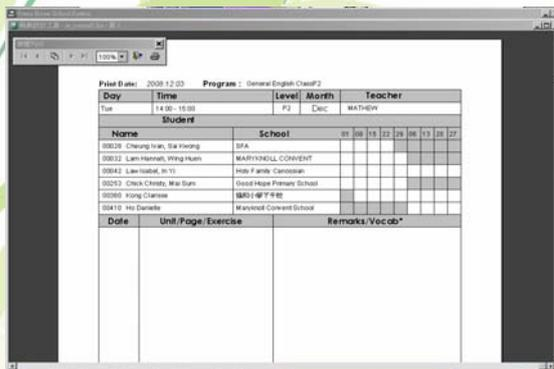 100%
Print Date: 2008.12.03 Program : General English ClassP2
Day Time Level Month Teacher
Tue 14:00 - 15:00 P2 Dec MATHEW
Student
Name School 01 08 15 22 29 06 13 20 27
00028 Cheung Ivan, Sai Kwong SFA
00032 Lam Hannah, Wing Huen MARYKNOLL CONVENT
00042 Law Isabel, In Yi Holy Family Canossian
00253 Chick Christy, Mai Sum Good Hope Primary School
Kong Clarisse
00410 Ho Danielle Maryknoll Convent School
Date Unit/Page/Exercise Remarks/Vocab*